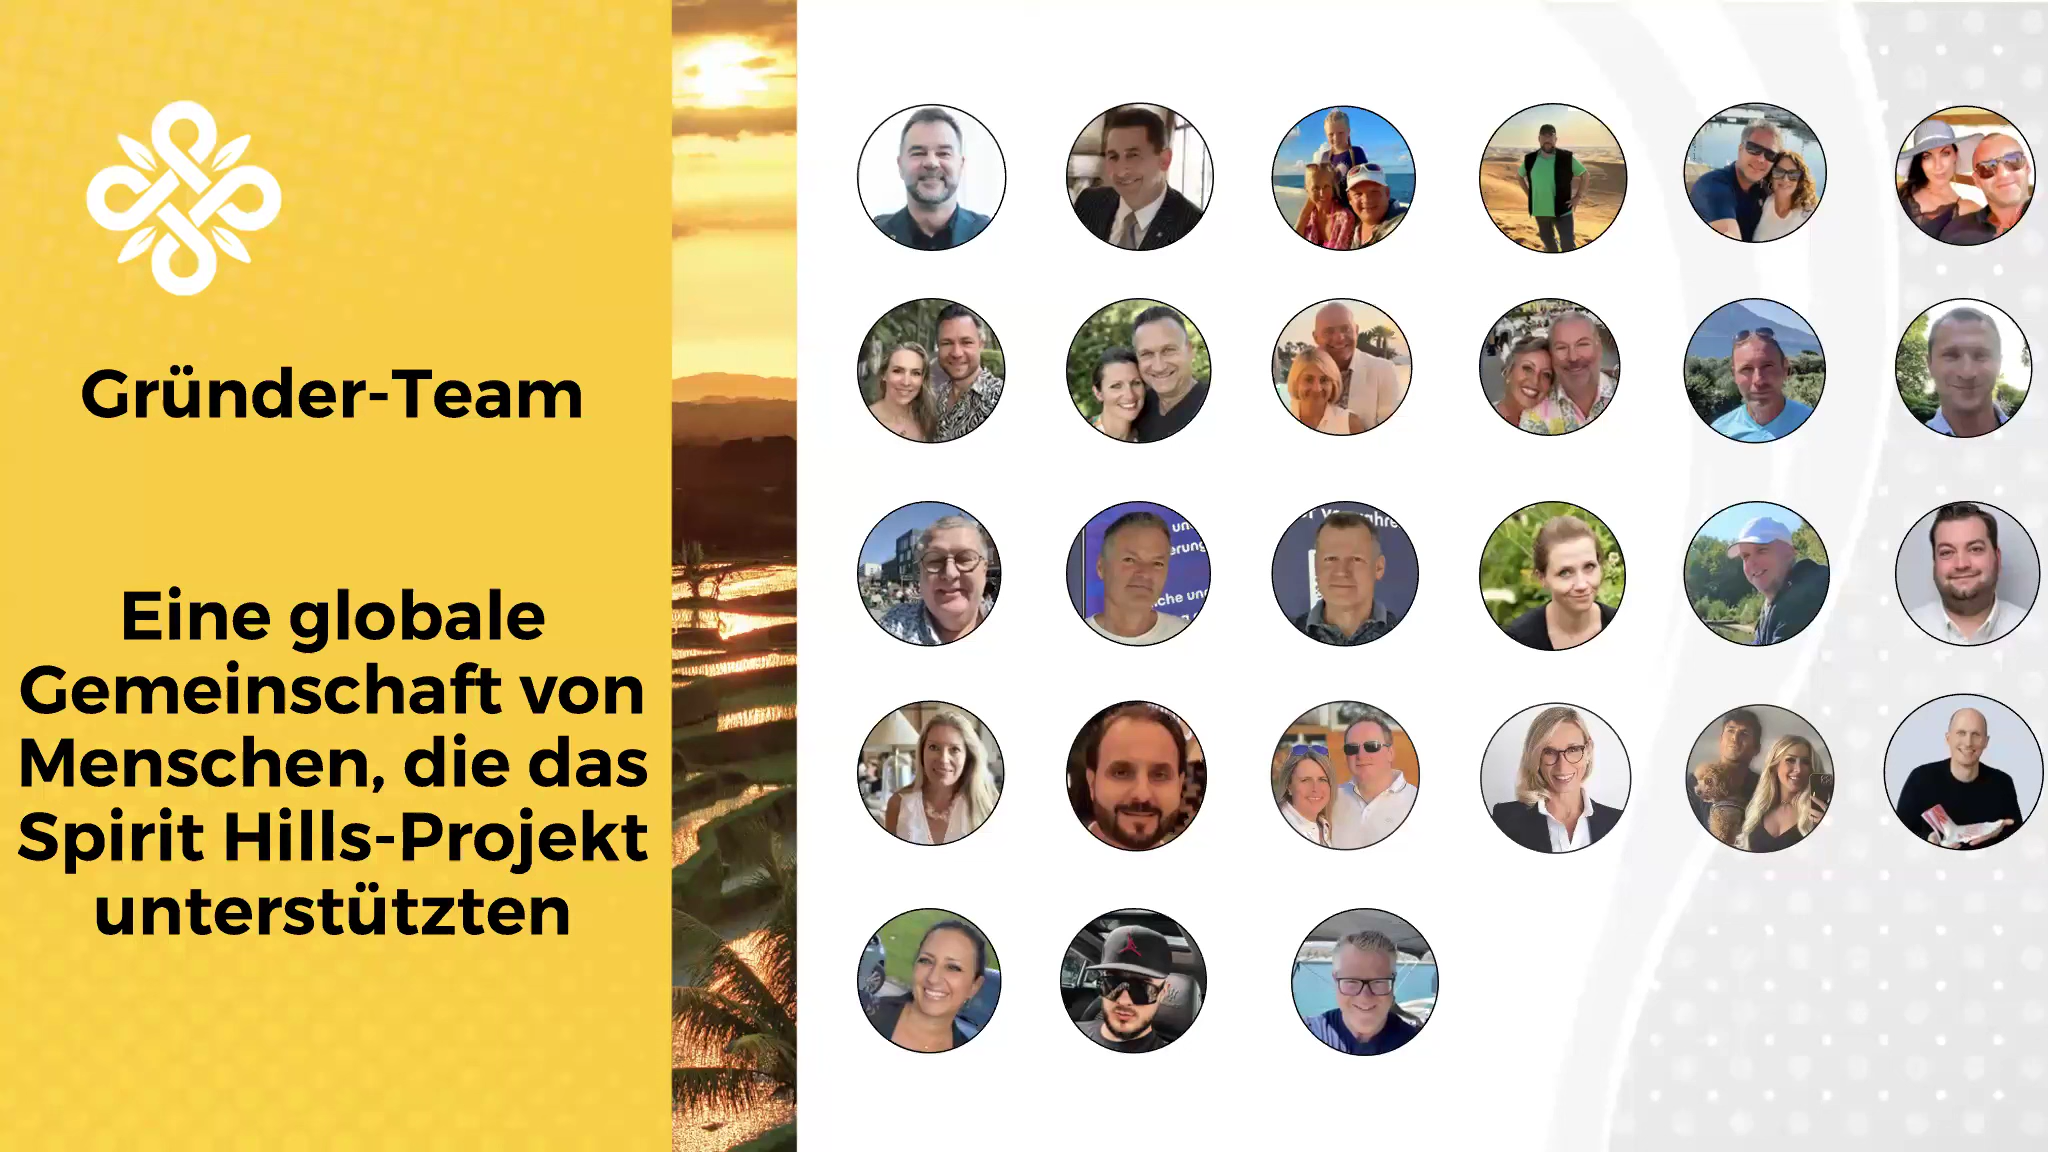 Gründer-Team
Eine globale
Gemeinschaft von
Menschen, die das
Spirit Hills-Projekt
unterstützten